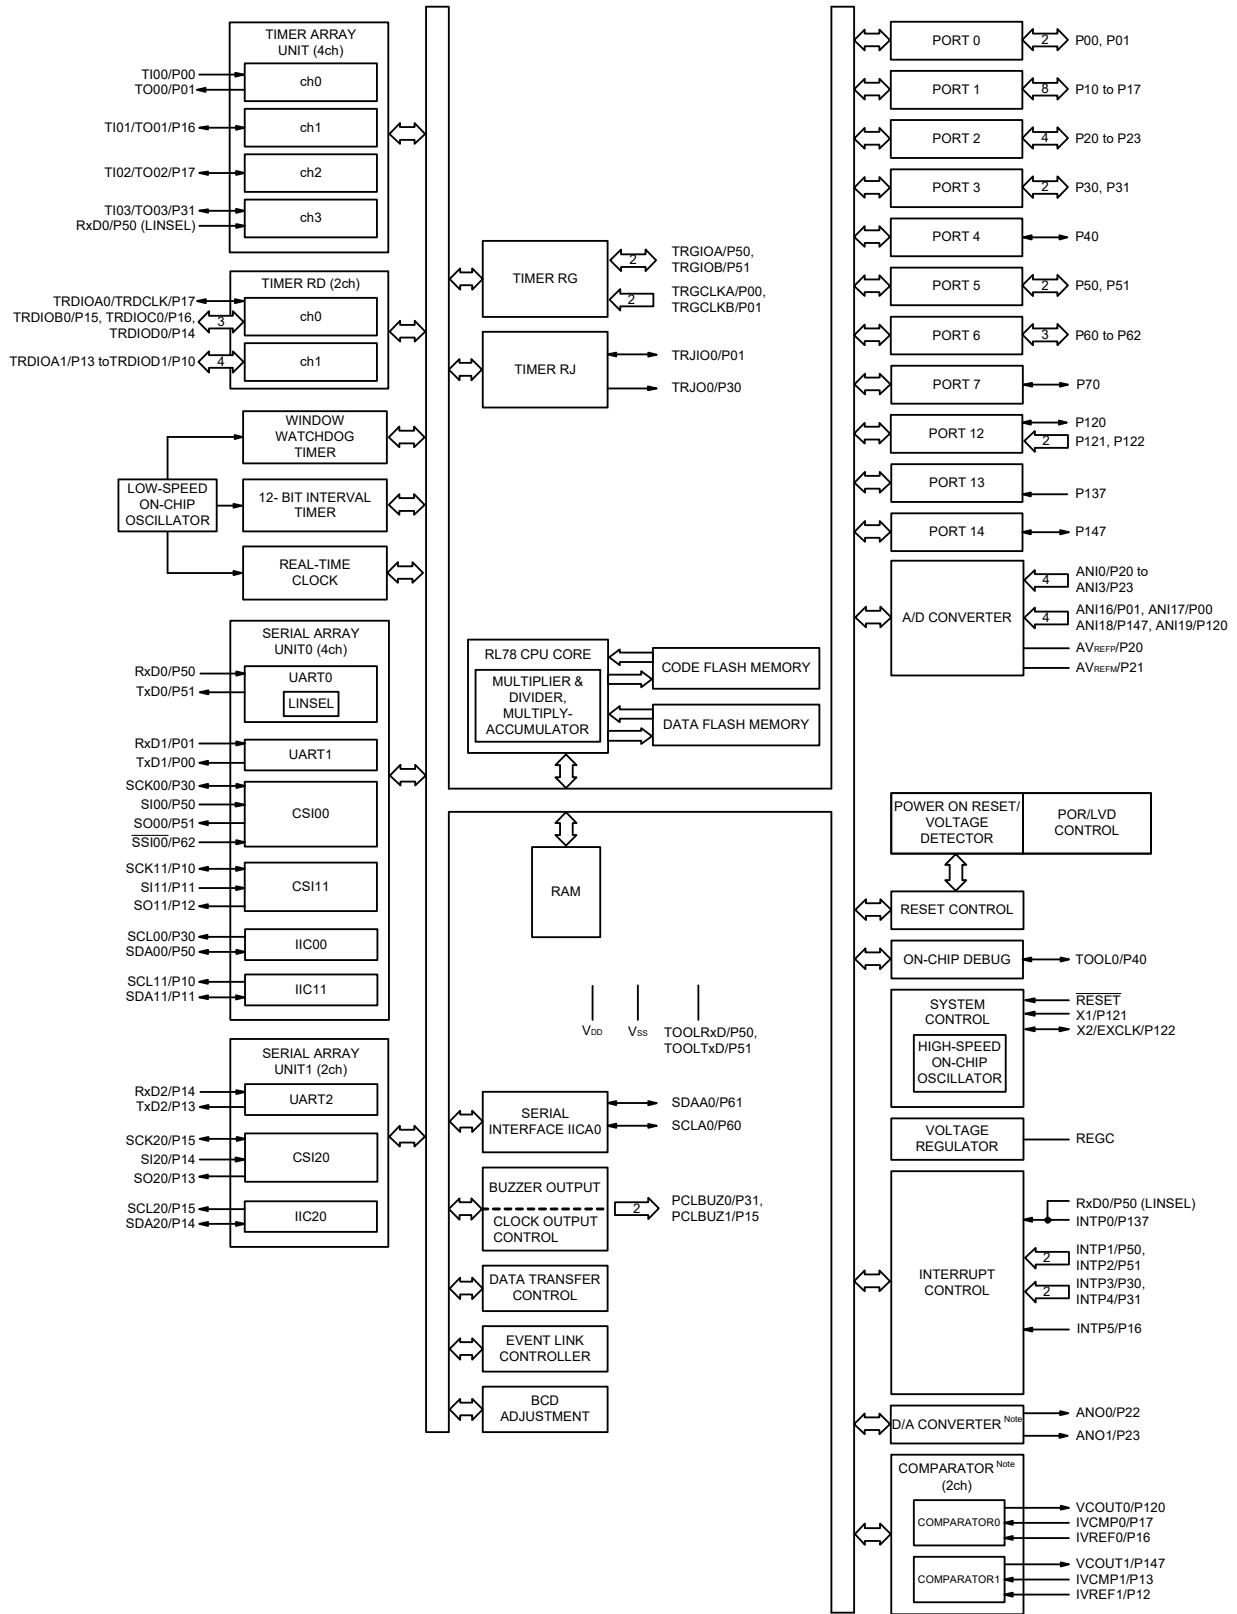 TIMER ARRAY
UNIT (4ch)
TI00/P00
TO00/P01
ch0
TI01/TO01/P16
ch1
TI02/TO02/P17
ch2
TI03/TO03/P31
RxD0/P50 (LINSEL)
ch3
TIMER RD (2ch)
TRDIOA0/TRDCLK/P17
TRDIOB0/P15, TRDIOC0/P16,
TRDIOD0/P14
3
ch0
TRDIOA1/P13 toTRDIOD1/P10
4
ch1
WINDOW
WATCHDOG
TIMER
LOW-SPEED
ON-CHIP
OSCILLATOR
12- BIT INTERVAL
TIMER
REAL-TIME
CLOCK
SERIAL ARRAY
UNIT0 (4ch)
RxD0/P50
TxD0/P51
UART0
LINSEL
RxD1/P01
TxD1/P00
UART1
SCK00/P30
SI00/P50
SO00/P51
SSI00/P62
CSI00
SCK11/P10
SI11/P11
SO11/P12
CSI11
SCL00/P30
SDA00/P50
IIC00
SCL11/P10
SDA11/P11
IIC11
SERIAL ARRAY
UNIT1 (2ch)
RxD2/P14
TxD2/P13
UART2
SCK20/P15
SI20/P14
SO20/P13
CSI20
SCL20/P15
SDA20/P14
IIC20
TIMER RG
2
TRGIOA/P50,
TRGIOB/P51
2
TRGCLKA/P00,
TRGCLKB/P01
TIMER RJ
TRJIO0/P01
TRJO0/P30
RL78 CPU CORE
MULTIPLIER &
DIVIDER,
MULTIPLY-
ACCUMULATOR
CODE FLASH MEMORY
DATA FLASH MEMORY
RAM
VDD
VSS
TOOLRxD/P50,
TOOLTxD/P51
SERIAL
INTERFACE IICA0
SDAA0/P61
SCLA0/P60
BUZZER OUTPUT
CLOCK OUTPUT
CONTROL
2
PCLBUZ0/P31,
PCLBUZ1/P15
DATA TRANSFER
CONTROL
EVENT LINK
CONTROLLER
BCD
ADJUSTMENT
PORT 0
2
P00, P01
PORT 1
8
P10 to P17
PORT 2
4
P20 to P23
PORT 3
2
P30, P31
PORT 4
P40
PORT 5
2
P50, P51
PORT 6
3
P60 to P62
PORT 7
P70
PORT 12
P120
2
P121, P122
PORT 13
P137
PORT 14
P147
A/D CONVERTER
4
ANI0/P20 to
ANI3/P23
4
ANI16/P01, ANI17/P00
ANI18/P147, ANI19/P120
AVREFP/P20
AVREFM/P21
POWER ON RESET/
VOLTAGE
DETECTOR
POR/LVD
CONTROL
RESET CONTROL
ON-CHIP DEBUG
TOOL0/P40
SYSTEM
CONTROL
HIGH-SPEED
ON-CHIP
OSCILLATOR
RESET
X1/P121
X2/EXCLK/P122
VOLTAGE
REGULATOR
REGC
INTERRUPT
CONTROL
RxD0/P50 (LINSEL)
INTP0/P137
2
INTP1/P50,
INTP2/P51
2
INTP3/P30,
INTP4/P31
INTP5/P16
D/A CONVERTER Note
ANO0/P22
ANO1/P23
COMPARATOR Note
(2ch)
COMPARATOR0
VCOUT0/P120
IVCMP0/P17
IVREF0/P16
COMPARATOR1
VCOUT1/P147
IVCMP1/P13
IVREF1/P12